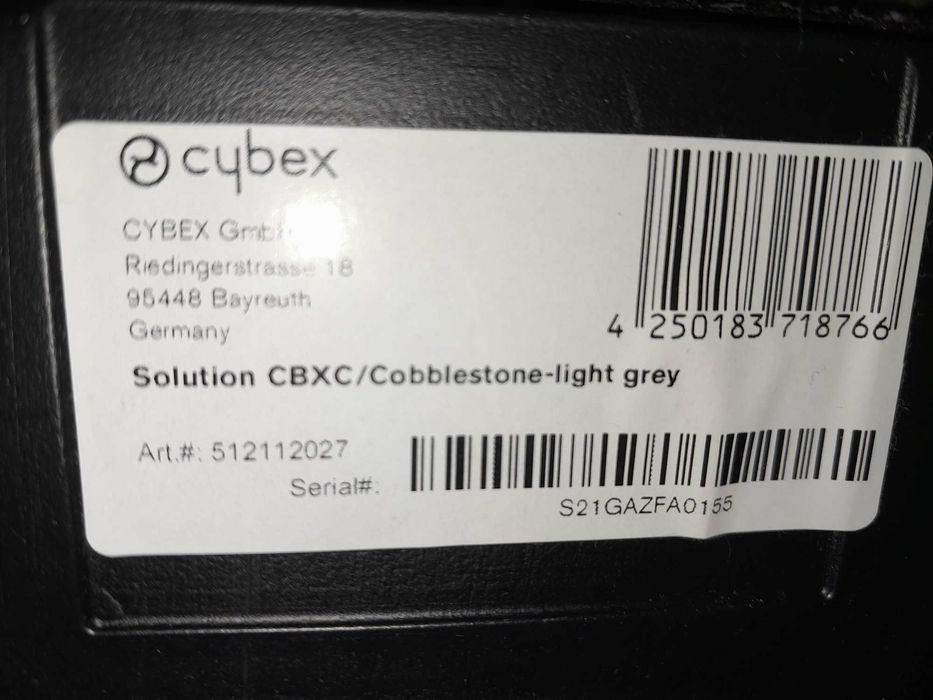 cybex
CYBEX GmbH
Riedingerstrasse 18
95448 Bayreuth
Germany
4 250183 718766
Solution CBXC/Cobblestone-light grey
Art.#: 512112027
Serial#:
S21GAZFA0155